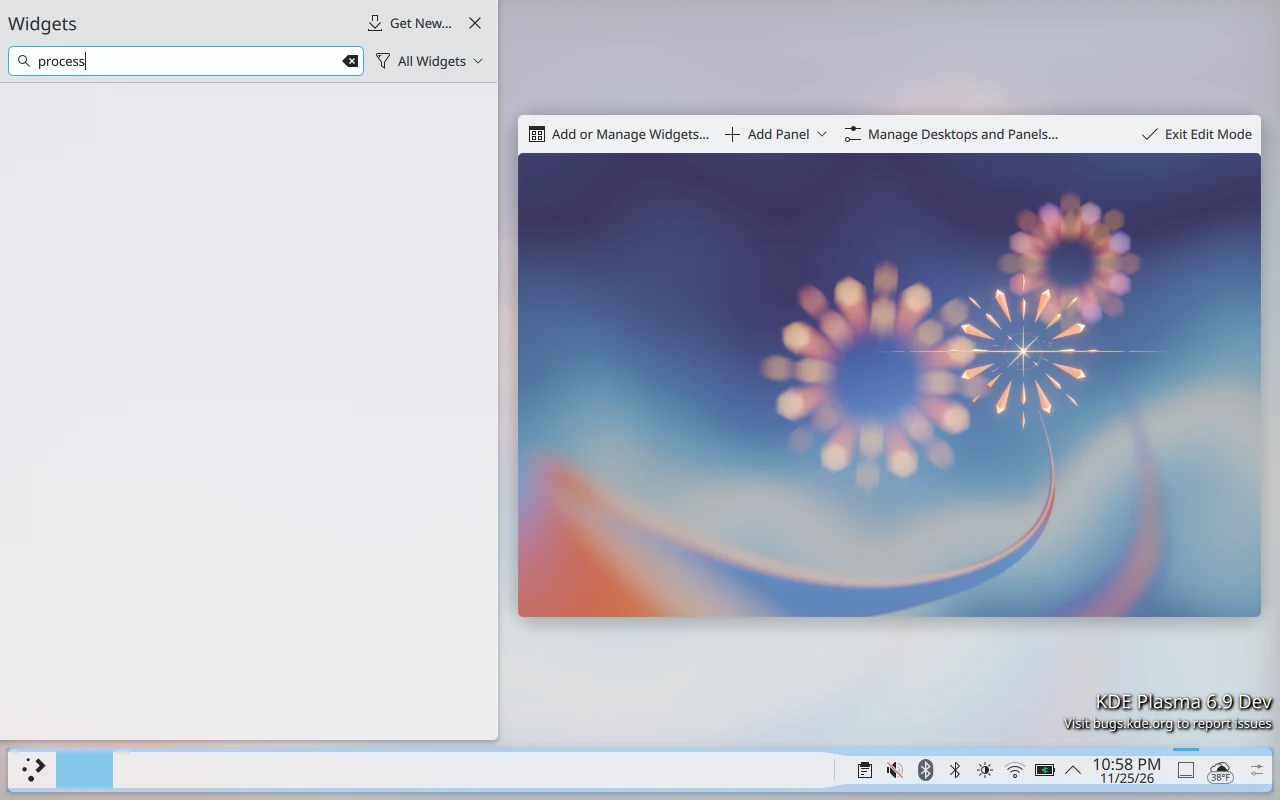 Widgets
Get New...
process
All Widgets
Add or Manage Widgets...
Add Panel
Manage Desktops and Panels...
Exit Edit Mode
KDE Plasma 6.9 Dev
Visit bugs.kde.org to report issues
10:58 PM
11/25/26
38°F